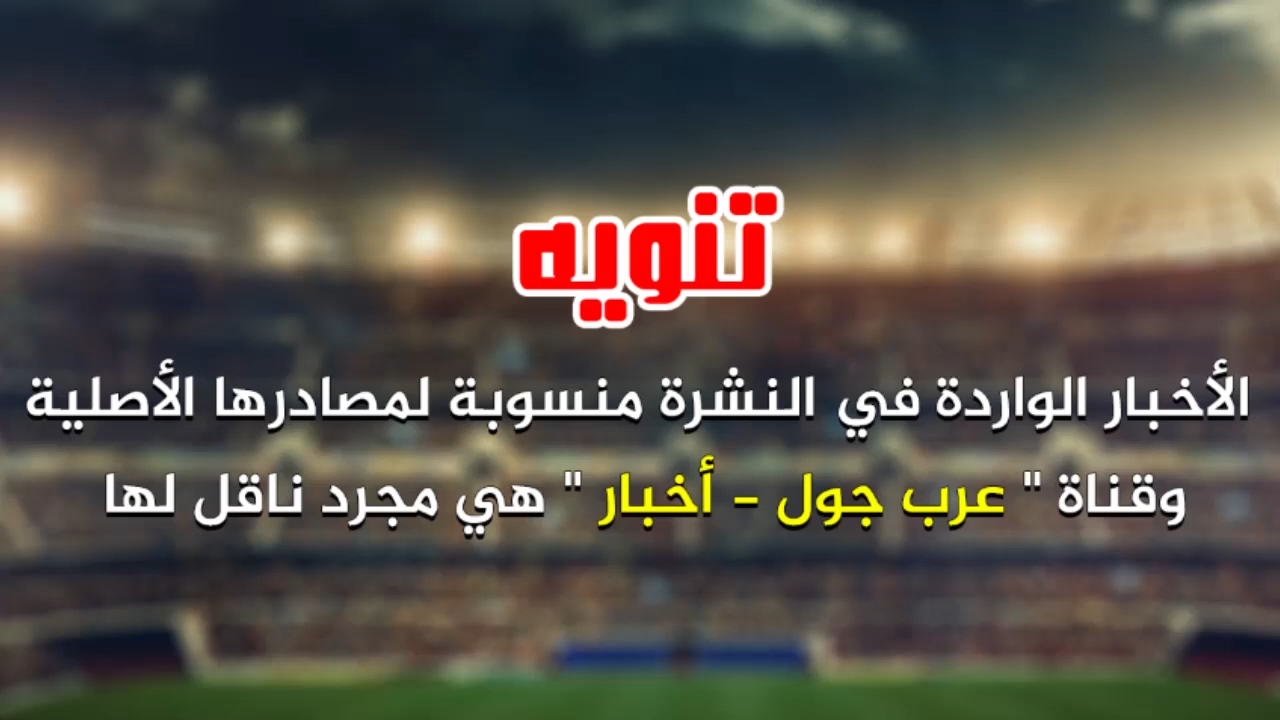 تنويه
الأخبار الواردة في النشرة منسوبة لمصادرها الأصلية
وقناة " عرب جول - أخبار " هي مجرد ناقل لها